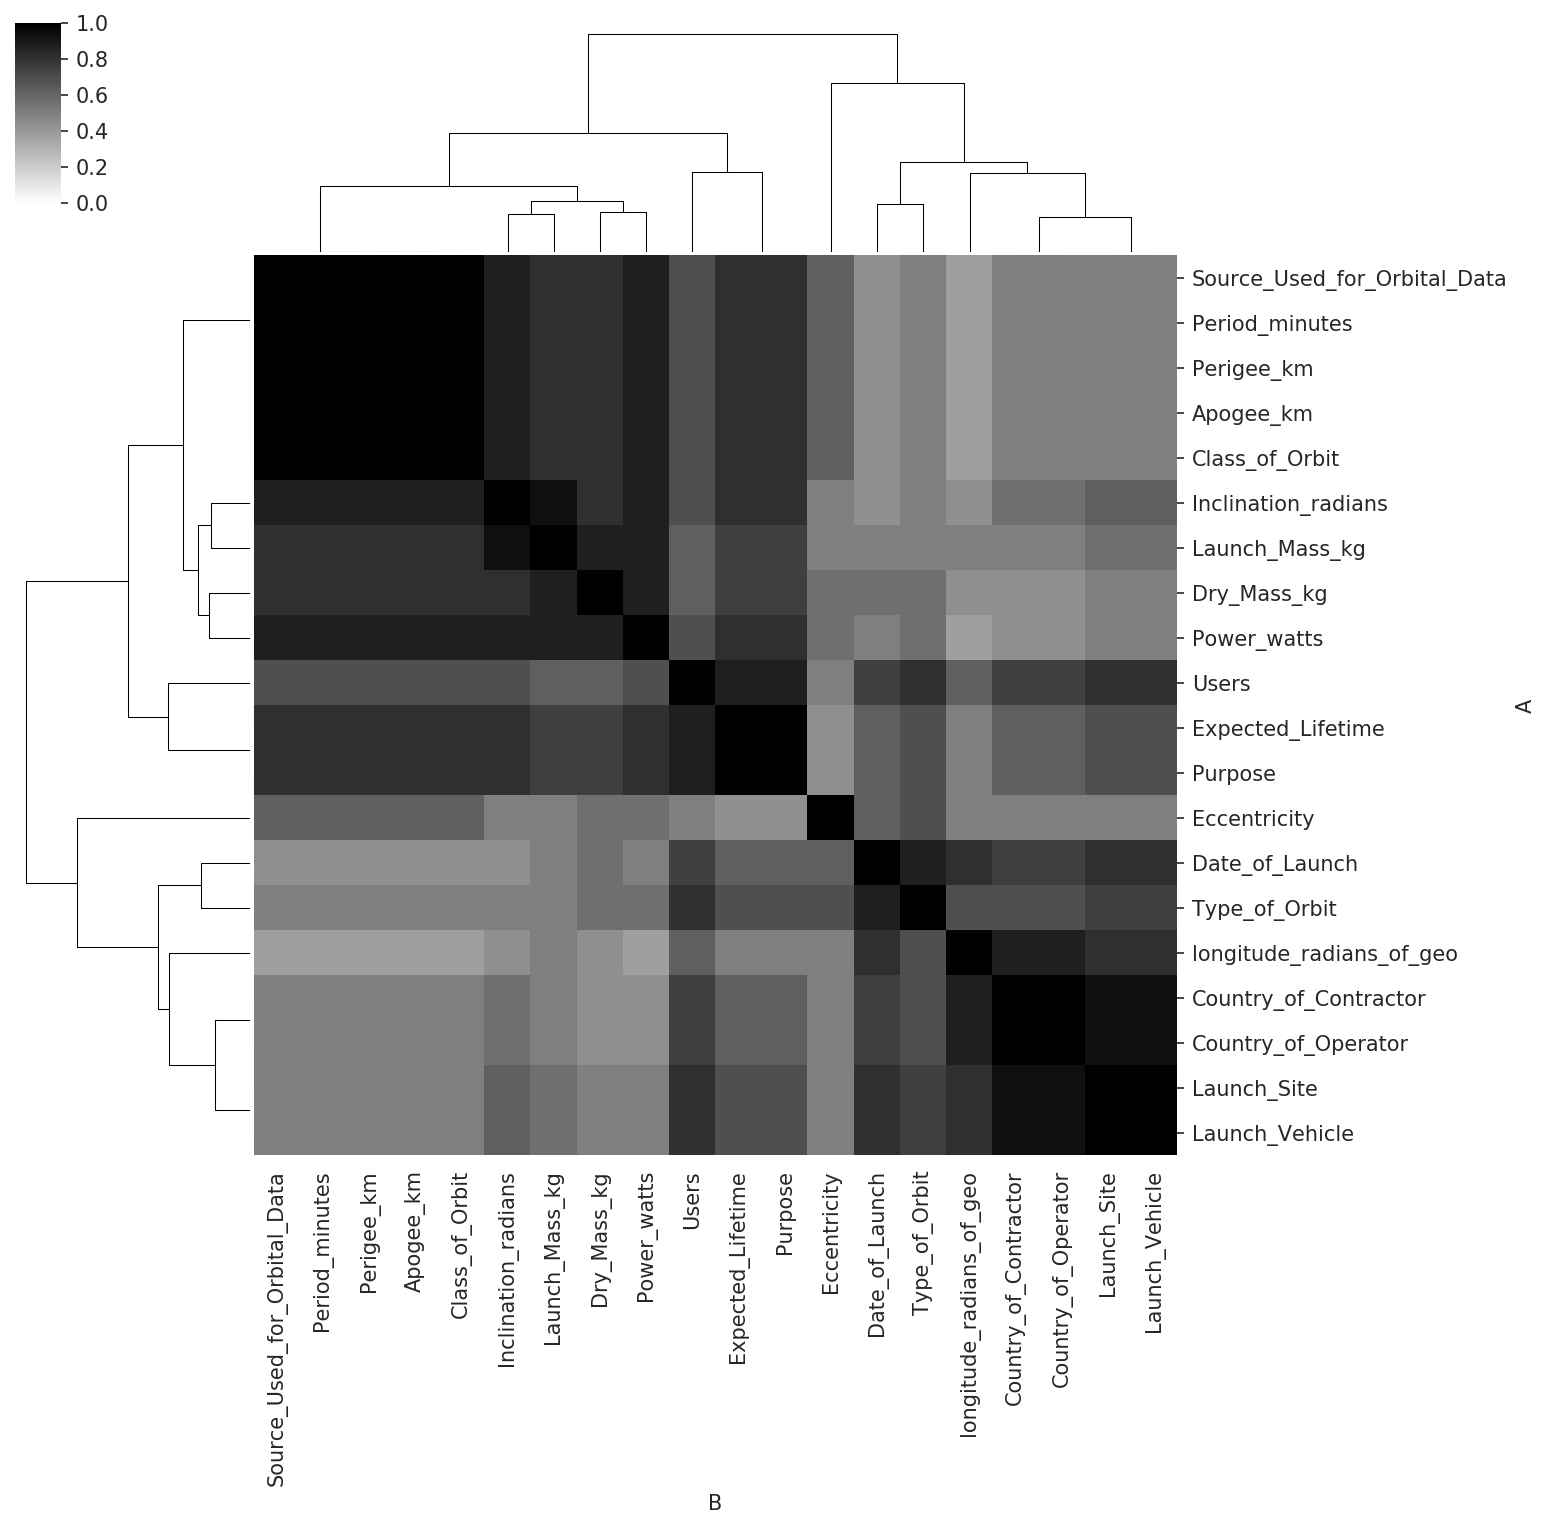 1.0
0.8
0.6
0.4
0.2
0.0
Source_Used_for_Orbital_Data
Period_minutes
Perigee_km
Apogee_km
Class_of_Orbit
Inclination_radians
Launch_Mass_kg
Dry_Mass_kg
Power_watts
Users
Expected_Lifetime
Purpose
Eccentricity
Date_of_Launch
Type_of_Orbit
longitude_radians_of_geo
Country_of_Contractor
Country_of_Operator
Launch_Site
Launch_Vehicle
A
Source_Used_for_Orbital_Data
Period_minutes
Perigee_km
Apogee_km
Class_of_Orbit
Inclination_radians
Launch_Mass_kg
Dry_Mass_kg
Power_watts
Users
Expected_Lifetime
Purpose
Eccentricity
Date_of_Launch
Type_of_Orbit
longitude_radians_of_geo
Country_of_Contractor
Country_of_Operator
Launch_Site
Launch_Vehicle
B